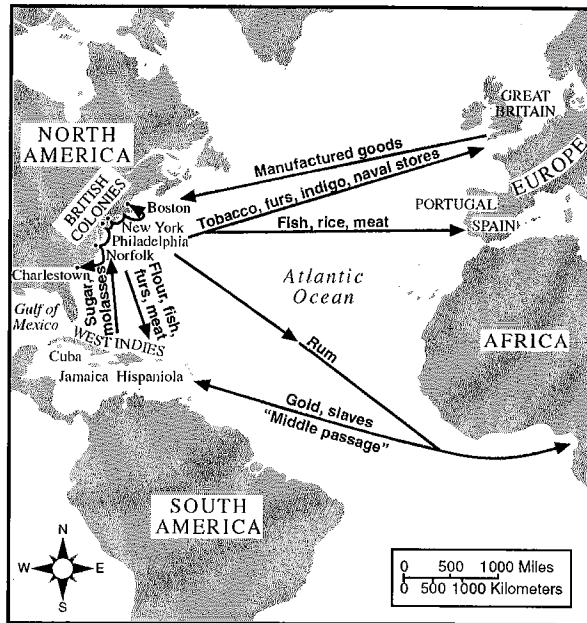 GREAT
BRITAIN
NORTH
AMERICA
EUROPE
Manufactured goods
Tobacco, furs, indigo, naval stores
BRITISH
COLONIES
Boston
New York
Philadelphia
Norfolk
Charlestown
PORTUGAL
SPAIN
Fish, rice, meat
Sugar,
molasses
Flour, fish,
furs, meat
Atlantic
Ocean
Gulf of
Mexico
WEST INDIES
Cuba
Jamaica Hispaniola
Rum
AFRICA
Gold, slaves
"Middle passage"
SOUTH
AMERICA
N
W E
S
0 500 1000 Miles
0 500 1000 Kilometers